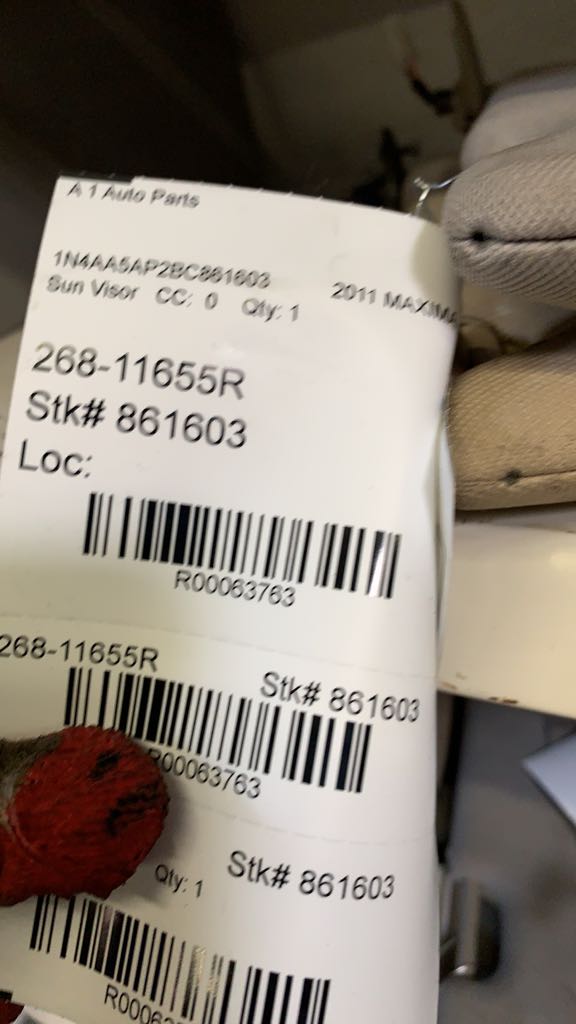 A 1 Auto Parts
1N4AA5AP2BC861603
Sun Visor CC: 0 Qty: 1 2011 MAXIMA
268-11655R
Stk# 861603
Loc:
R00063763
268-11655R Stk# 861603
R00063763
Qty: 1 Stk# 861603